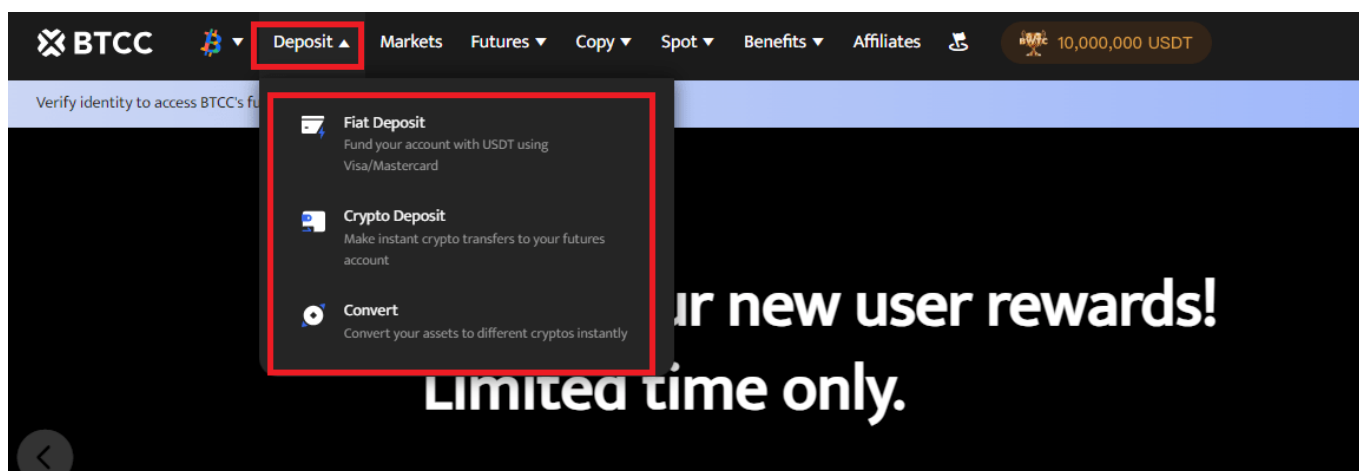 BTCC
Deposit
Markets
Futures
Copy
Spot
Benefits
Affiliates
10,000,000 USDT
Verify identity to access BTCC's
Fiat Deposit
Fund your account with USDT using
Visa/Mastercard
Crypto Deposit
Make instant crypto transfers to your futures
account
Convert
Convert your assets to different cryptos instantly
new user rewards!
Limited time only.